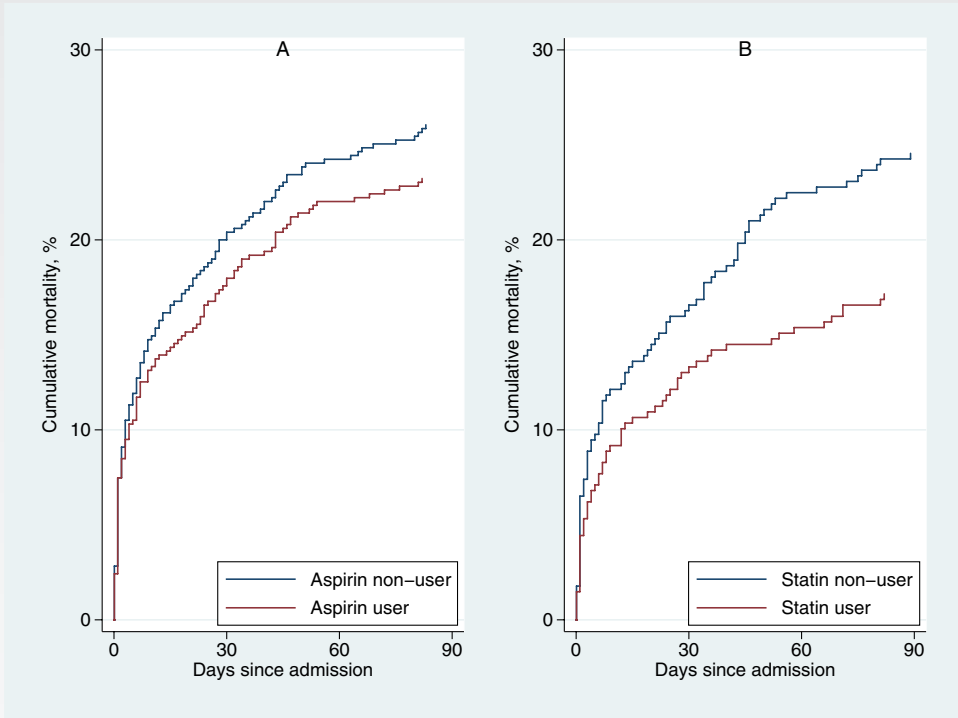 A
30
20
10
0
Cumulative mortality, %
0 30 60 90
Days since admission
Aspirin non−user
Aspirin user
B
30
20
10
0
Cumulative mortality, %
0 30 60 90
Days since admission
Statin non−user
Statin user